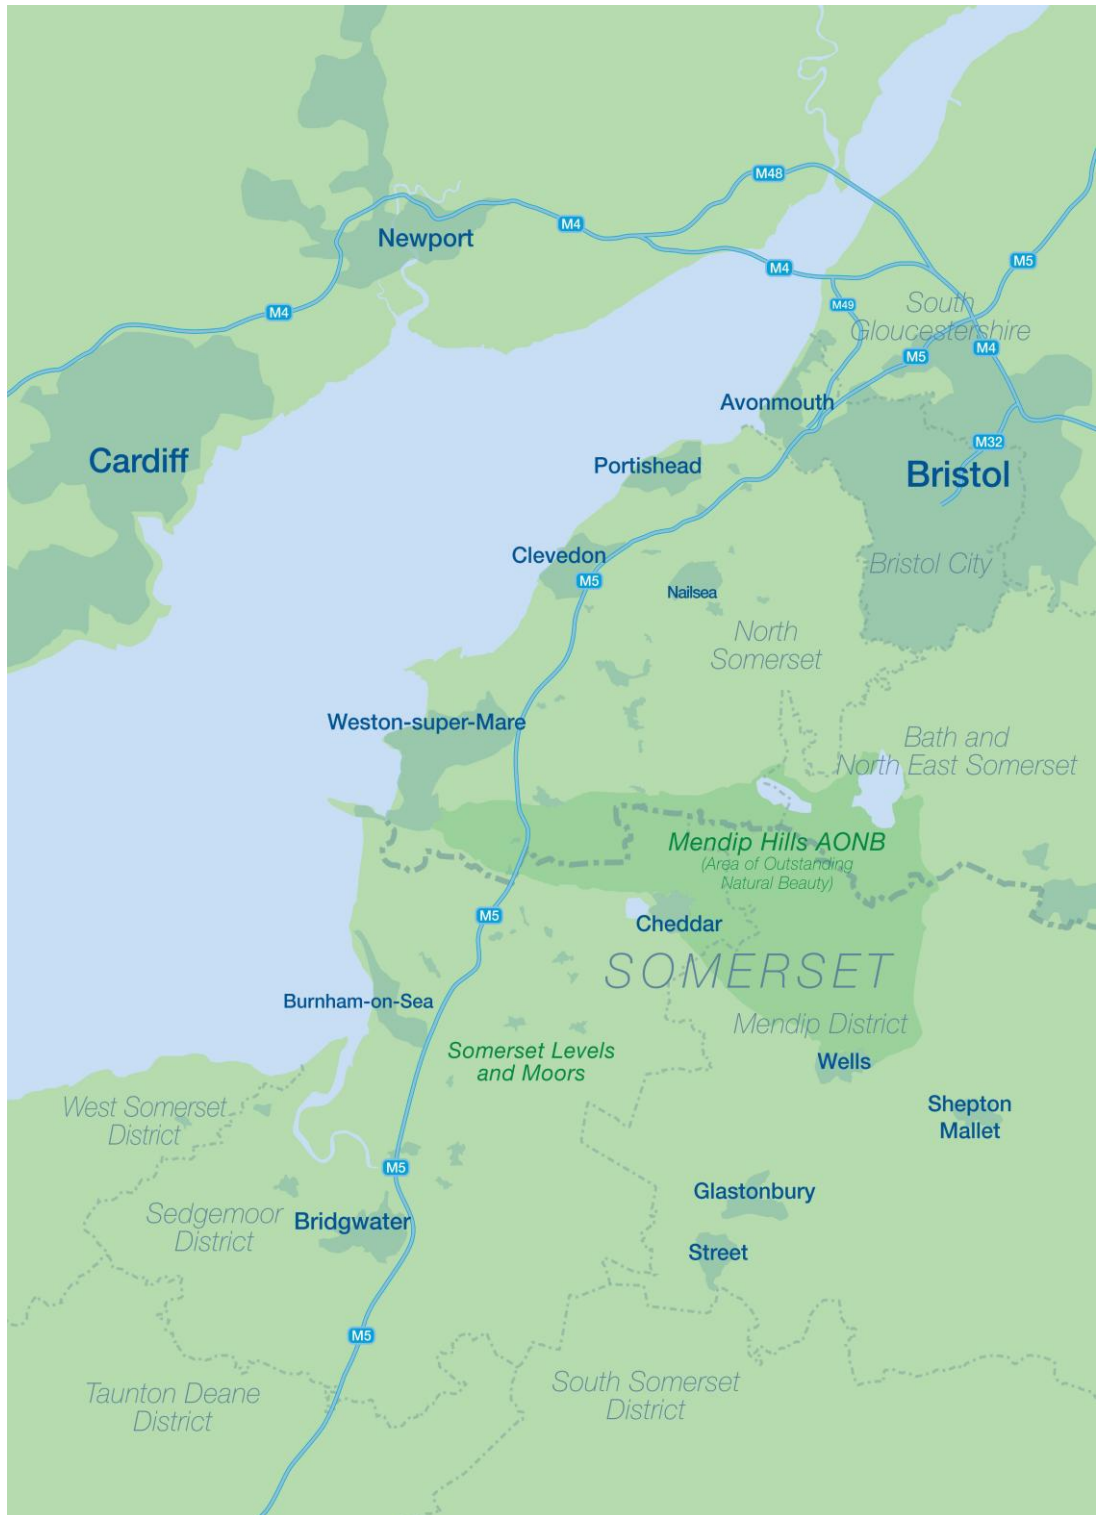 M48
M4
Newport
M5
M4
South
M49
M4
Gloucestershire
M4
M5
Avonmouth
M32
Cardiff
Portishead
Bristol
Clevedon
Bristol City
M5
Nailsea
North
Somerset
Weston-super-Mare
Bath and
North East Somerset
Mendip Hills AONB
(Area of Outstanding
Natural Beauty)
M5
Cheddar
SOMERSET
Burnham-on-Sea
Mendip District
Somerset Levels
and Moors
Wells
West Somerset
District
Shepton
Mallet
M5
Glastonbury
Sedgemoor
District
Bridgwater
Street
M5
Taunton Deane
District
South Somerset
District